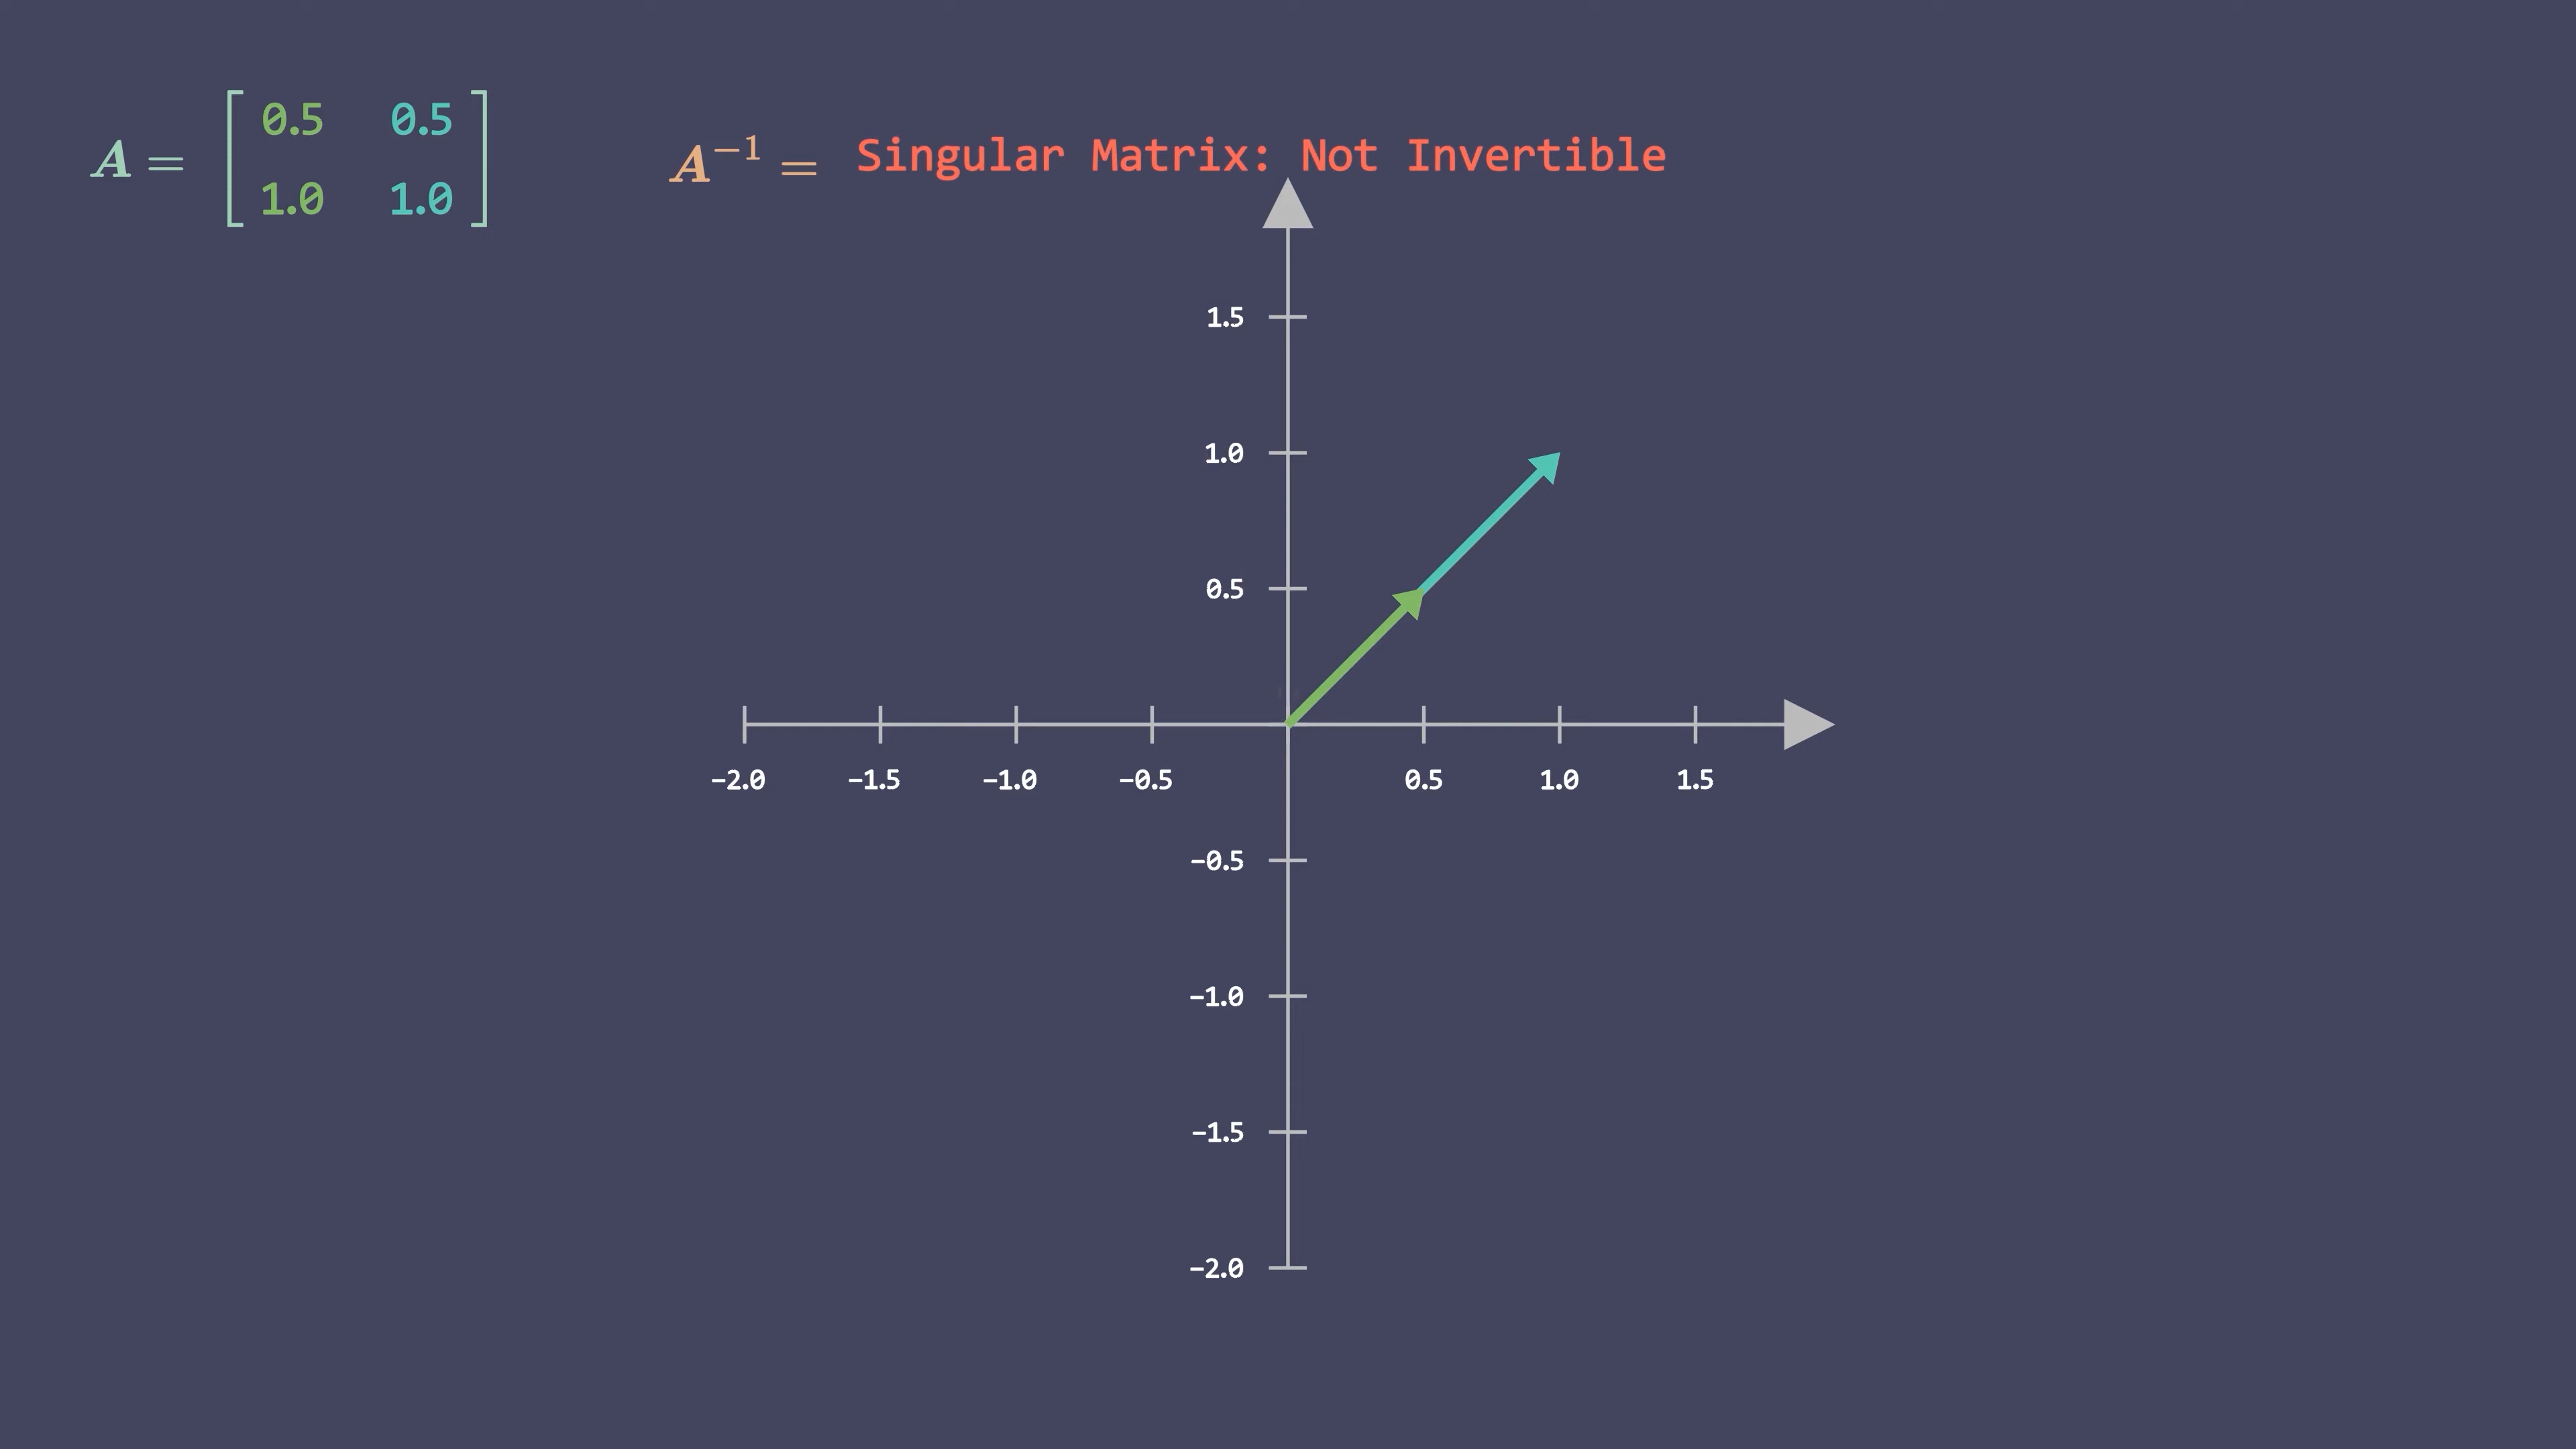 A = [ 0.5 0.5
1.0 1.0 ]
A⁻¹ = Singular Matrix: Not Invertible
1.5
1.0
0.5
−2.0 −1.5 −1.0 −0.5 0.5 1.0 1.5
−0.5
−1.0
−1.5
−2.0